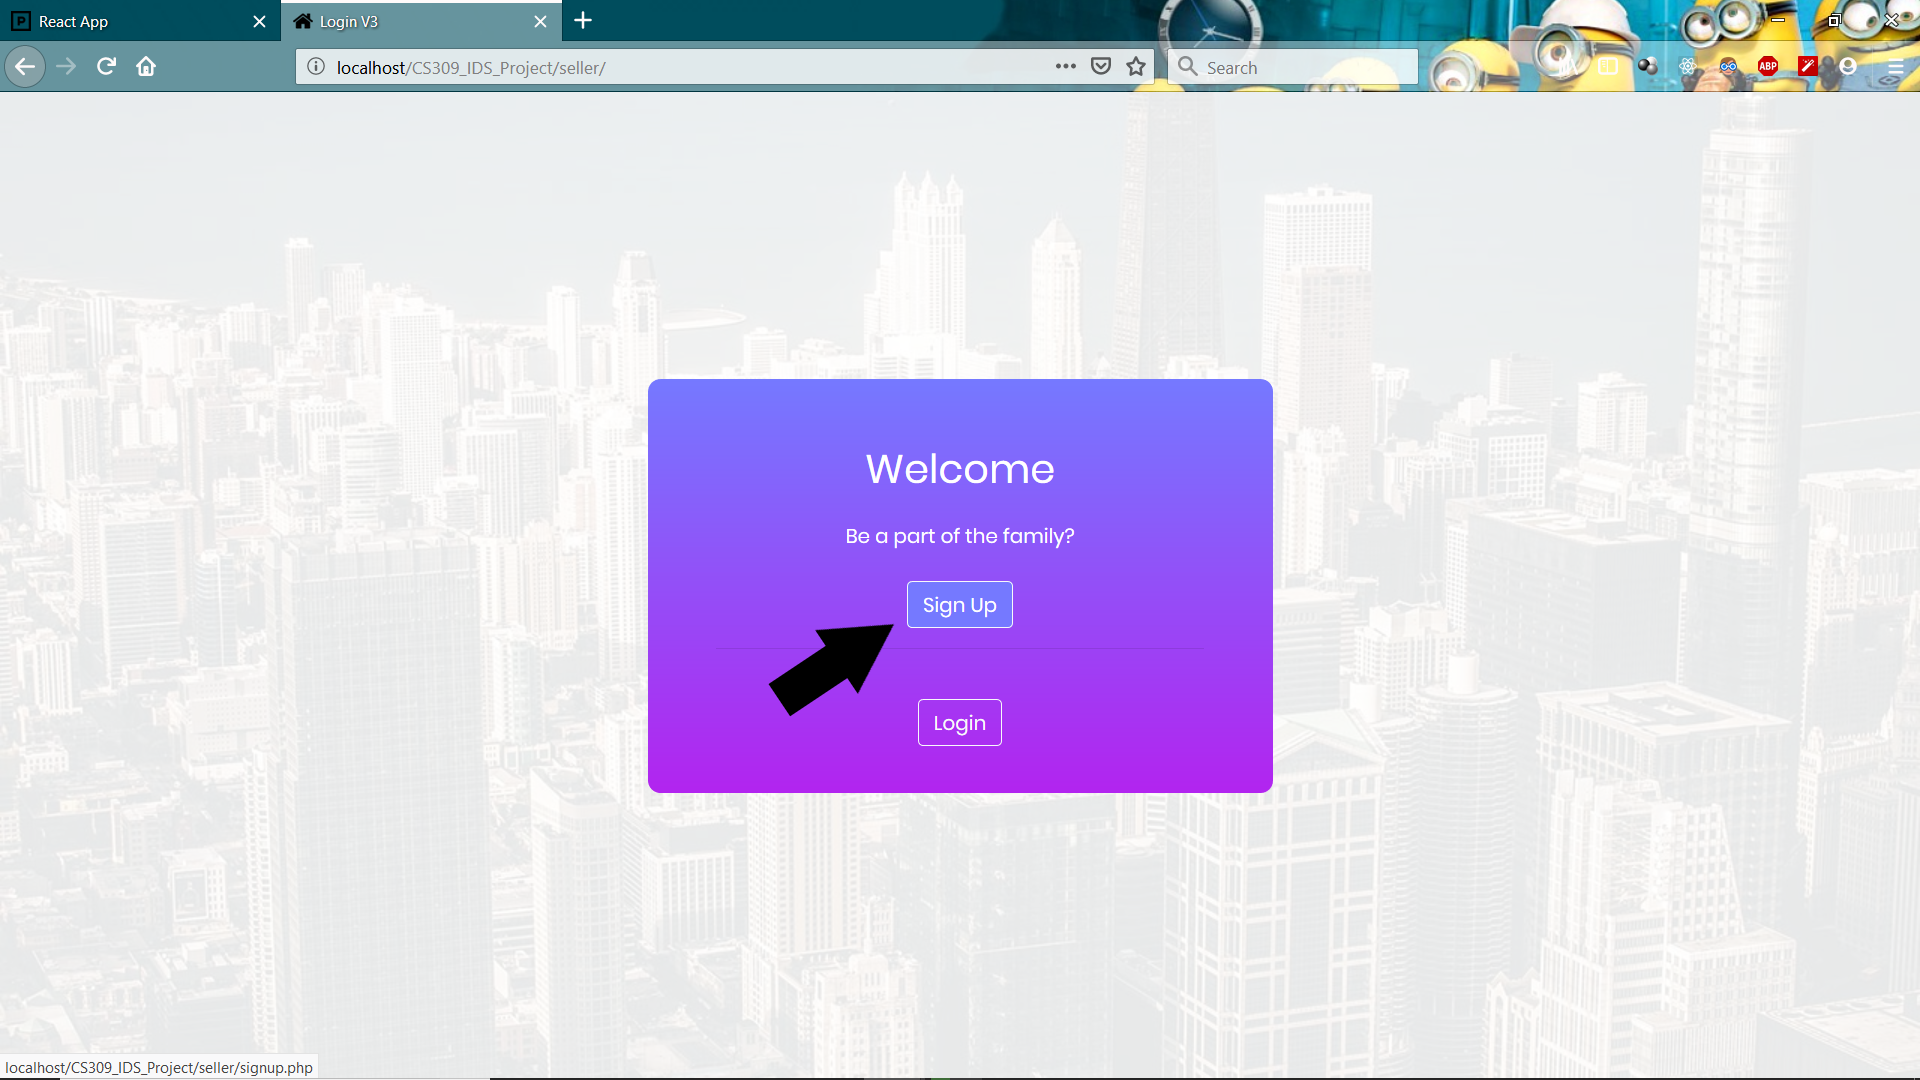 React App
Login V3
localhost/CS309_IDS_Project/seller/
Search
ABP
Welcome
Be a part of the family?
Sign Up
Login
localhost/CS309_IDS_Project/seller/signup.php